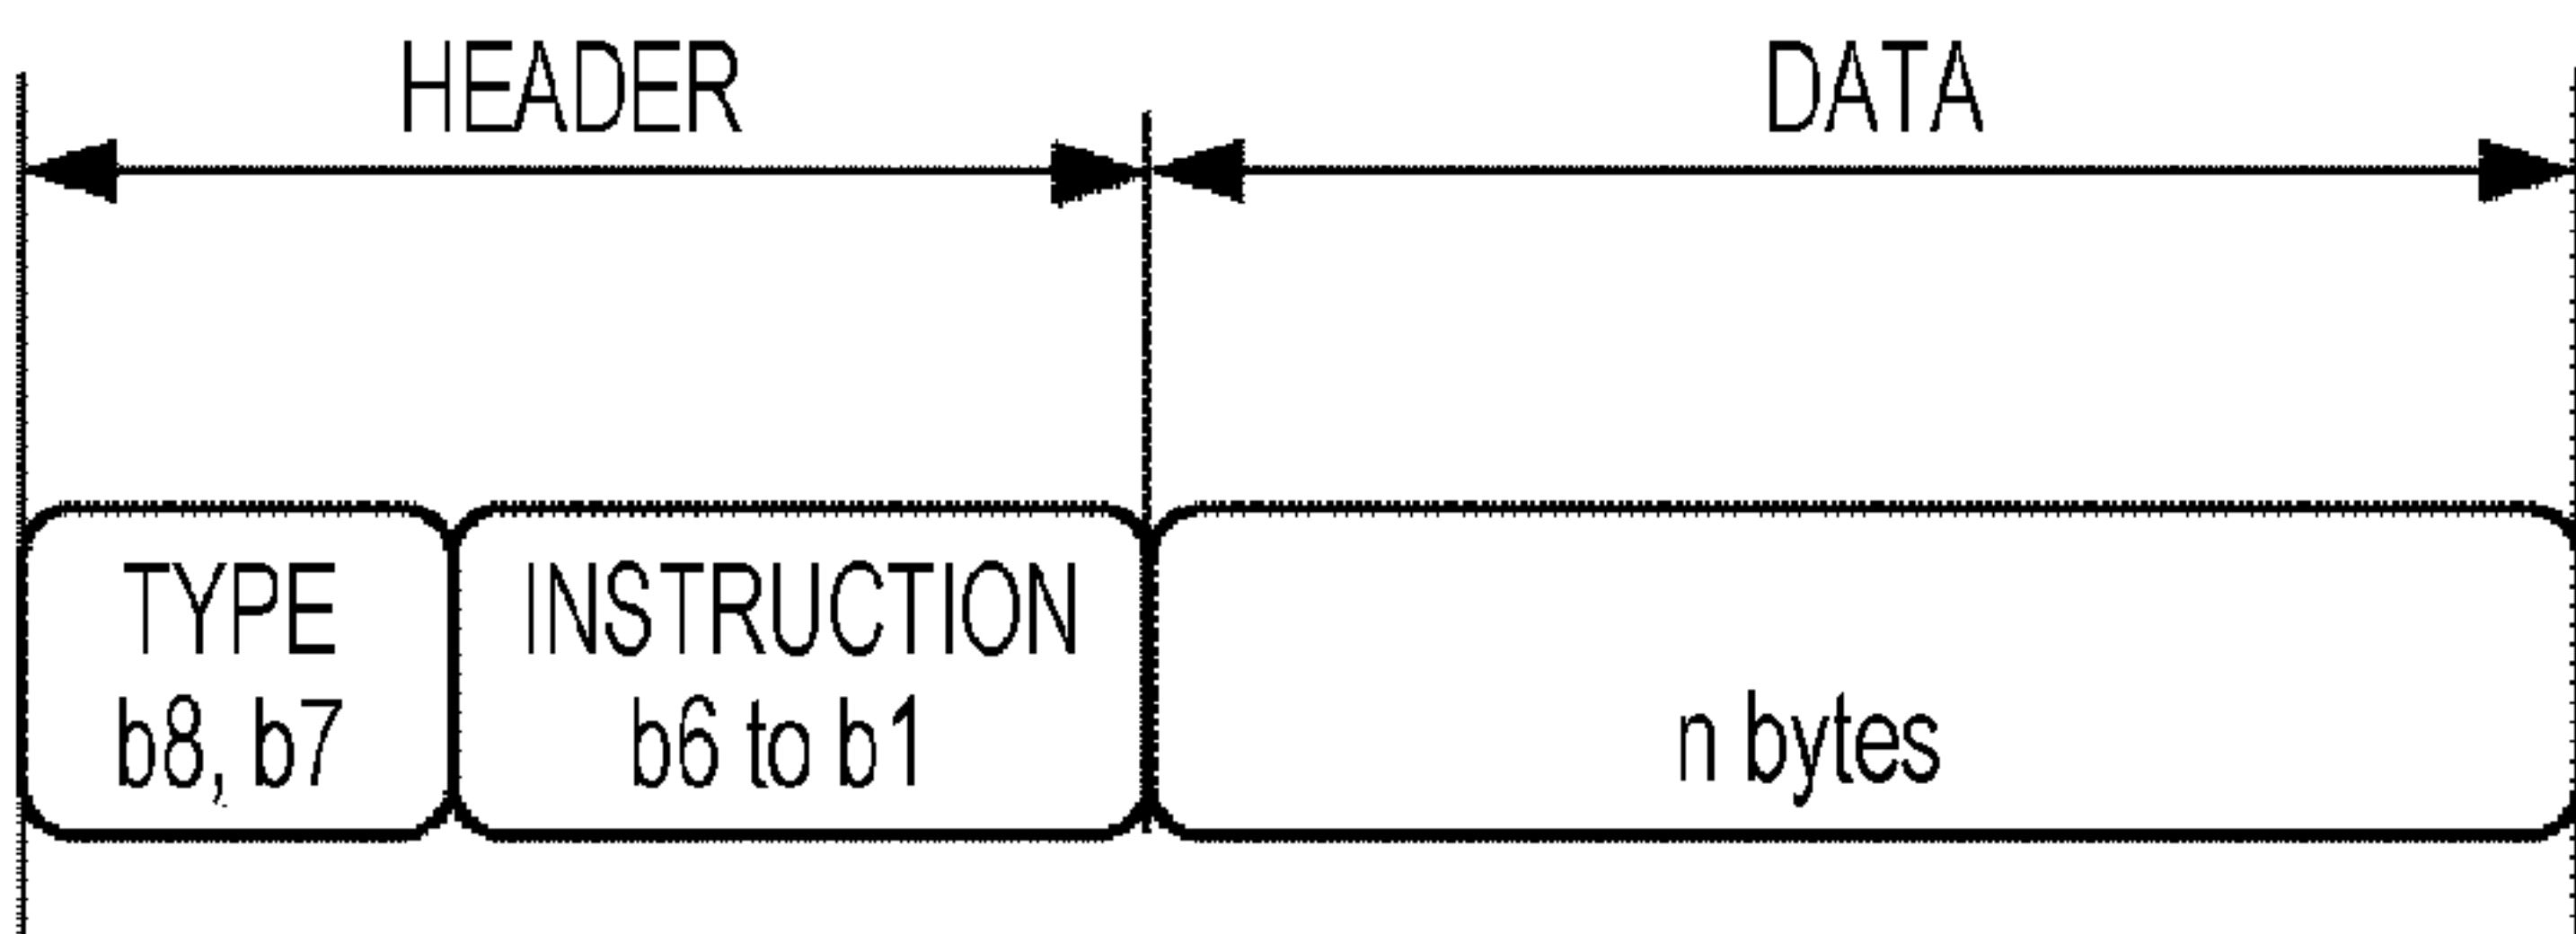 HEADER
DATA
TYPE
b8, b7
INSTRUCTION
b6 to b1
n bytes